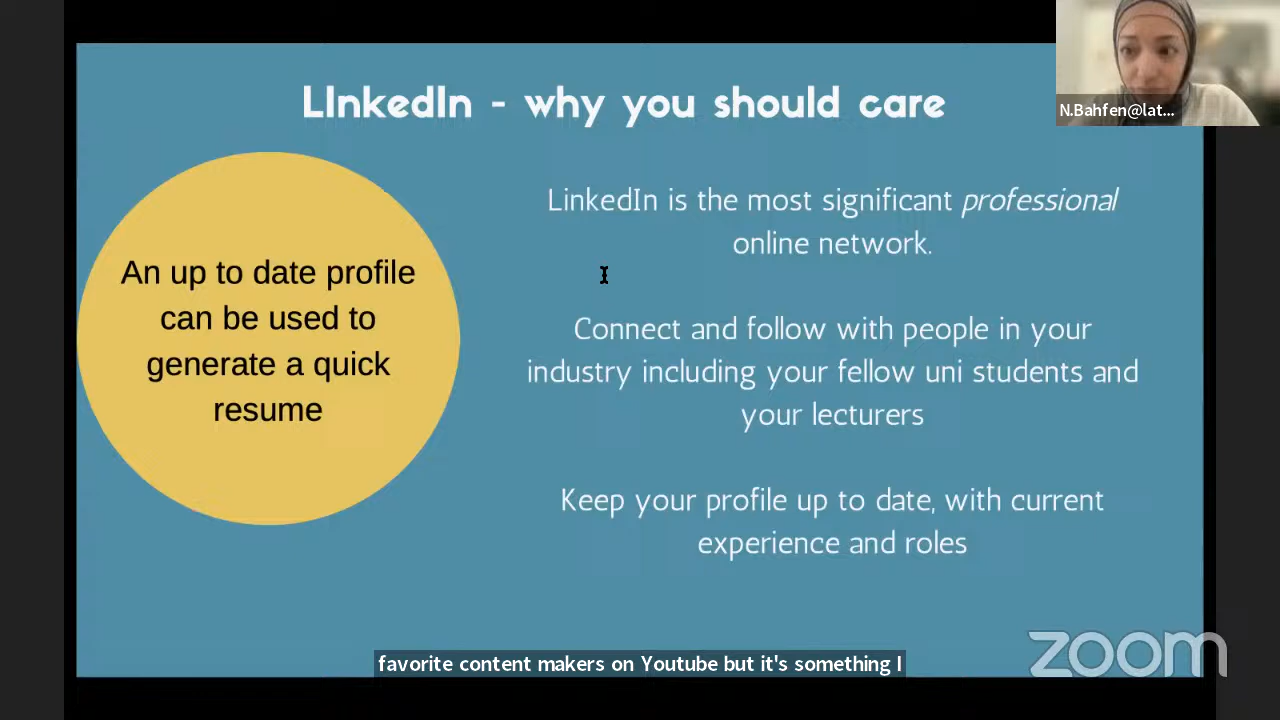 LInkedIn - why you should care
N.Bahfen@lat...
An up to date profile
can be used to
generate a quick
resume
LinkedIn is the most significant professional
online network.
Connect and follow with people in your
industry including your fellow uni students and
your lecturers
Keep your profile up to date, with current
experience and roles
favorite content makers on Youtube but it's something I
zoom